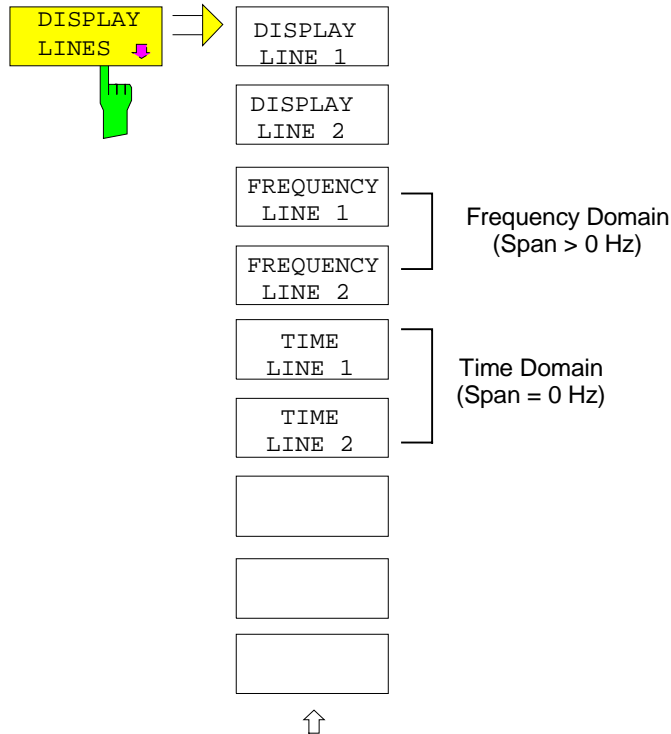 DISPLAY
LINES
DISPLAY
LINE 1
DISPLAY
LINE 2
FREQUENCY
LINE 1
FREQUENCY
LINE 2
Frequency Domain
(Span > 0 Hz)
TIME
LINE 1
TIME
LINE 2
Time Domain
(Span = 0 Hz)